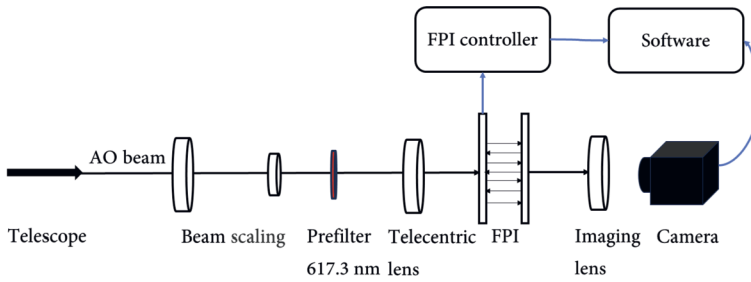 FPI controller
Software
AO beam
Telescope
Beam scaling
Prefilter
617.3 nm
Telecentric
lens
FPI
Imaging
lens
Camera